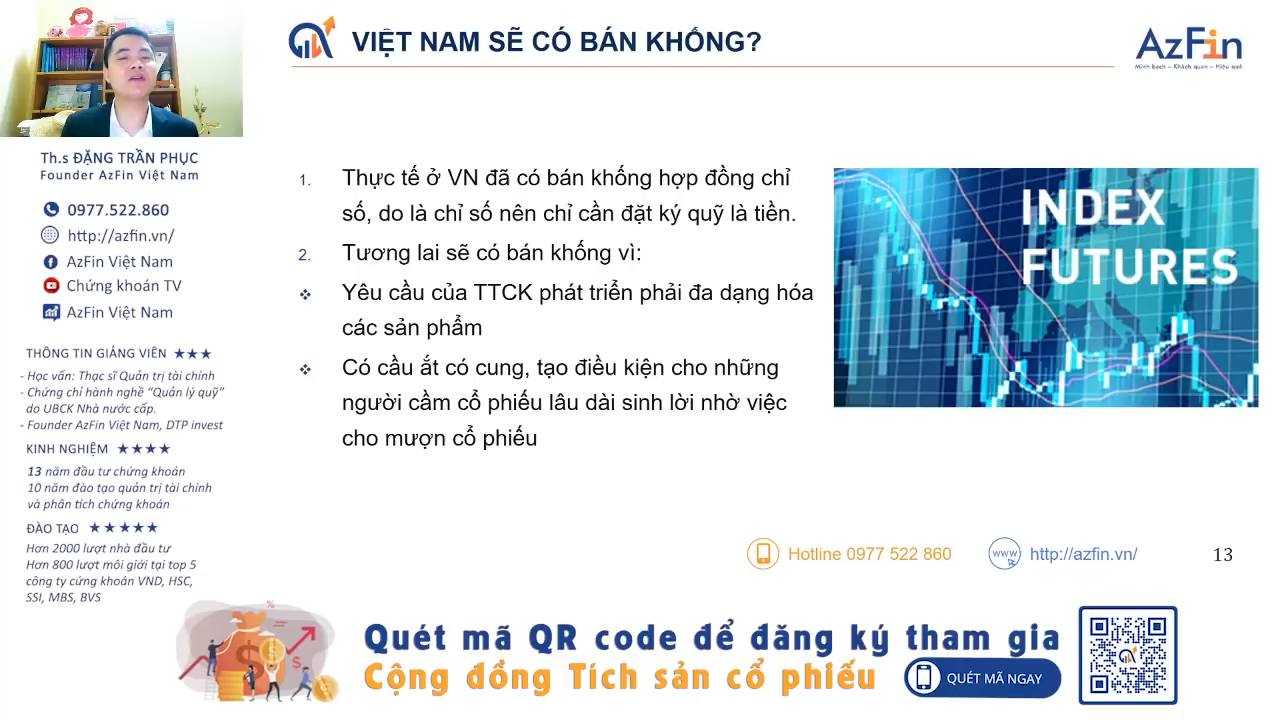 VIỆT NAM SẼ CÓ BÁN KHỐNG?
AzFin
Minh bạch – Khách quan – Hiệu quả
Th.s ĐẶNG TRẦN PHỤC
Founder AzFin Việt Nam
0977.522.860
http://azfin.vn/
AzFin Việt Nam
Chứng khoán TV
AzFin Việt Nam
THÔNG TIN GIẢNG VIÊN ★★★
- Học vấn: Thạc sĩ Quản trị tài chính
- Chứng chỉ hành nghề “Quản lý quỹ”
do UBCK Nhà nước cấp.
- Founder AzFin Việt Nam, DTP invest
KINH NGHIỆM ★★★★
13 năm đầu tư chứng khoán
10 năm đào tạo quản trị tài chính
và phân tích chứng khoán
ĐÀO TẠO ★★★★★
Hơn 2000 lượt nhà đầu tư
Hơn 800 lượt môi giới tại top 5
công ty cứng khoán VND, HSC,
SSI, MBS, BVS
1. Thực tế ở VN đã có bán khống hợp đồng chỉ
số, do là chỉ số nên chỉ cần đặt ký quỹ là tiền.
2. Tương lai sẽ có bán khống vì:
❖ Yêu cầu của TTCK phát triển phải đa dạng hóa
các sản phẩm
❖ Có cầu ắt có cung, tạo điều kiện cho những
người cầm cổ phiếu lâu dài sinh lời nhờ việc
cho mượn cổ phiếu
INDEX
FUTURES
Hotline 0977 522 860
www
http://azfin.vn/
13
Quét mã QR code để đăng ký tham gia
Cộng đồng Tích sản cổ phiếu
QUÉT MÃ NGAY